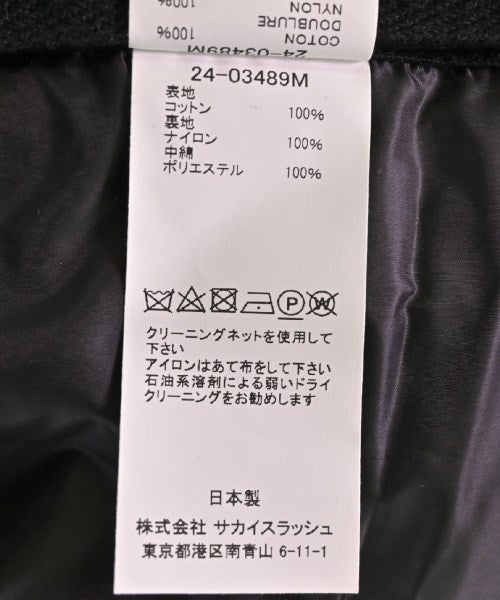 100%
NYLON
DOUBLURE
100%
COTON
24-03489M
24-03489M
表地
コットン 100%
裏地
ナイロン 100%
中綿
ポリエステル 100%
P W
クリーニングネットを使用して
下さい
アイロンはあて布をして下さい
石油系溶剤による弱いドライ
クリーニングをお勧めします
日本製
株式会社 サカイスラッシュ
東京都港区南青山 6-11-1